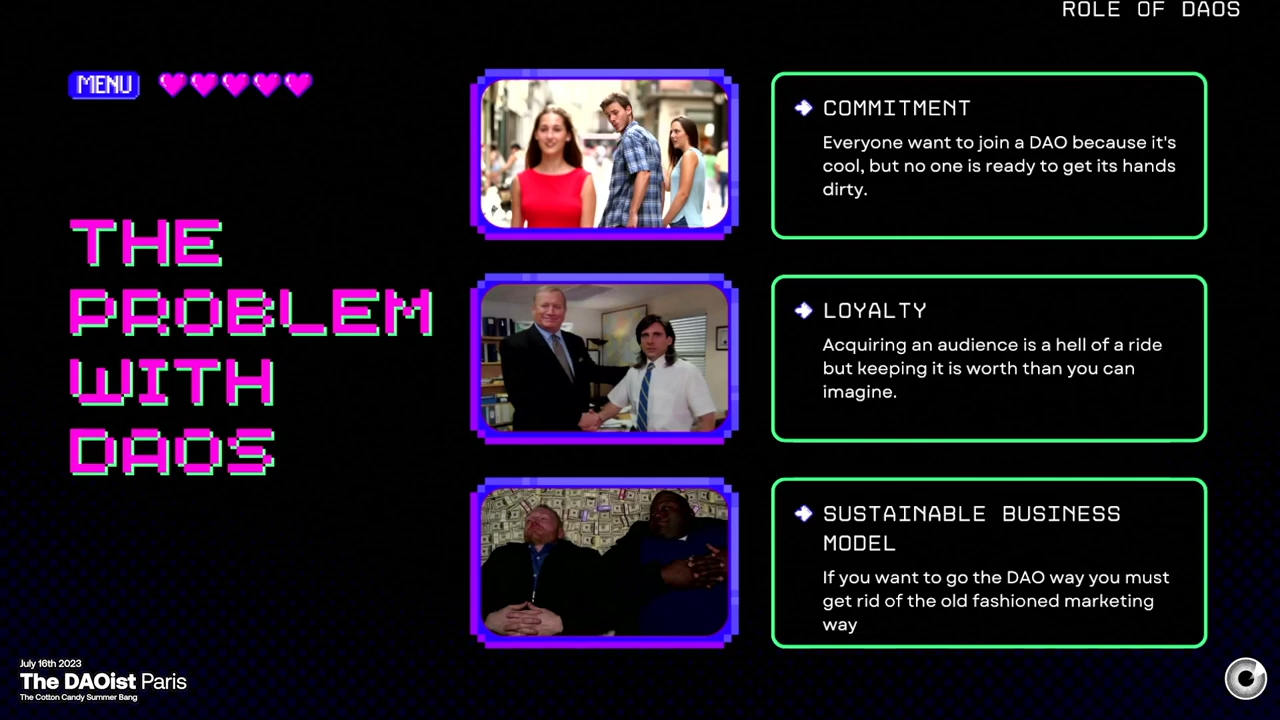 ROLE OF DAOS
MENU
THE
PROBLEM
WITH
DAOS
COMMITMENT
Everyone want to join a DAO because it's
cool, but no one is ready to get its hands
dirty.
LOYALTY
Acquiring an audience is a hell of a ride
but keeping it is worth than you can
imagine.
SUSTAINABLE BUSINESS
MODEL
If you want to go the DAO way you must
get rid of the old fashioned marketing
way
July 16th 2023
The DAOist Paris
The Cotton Candy Summer Bang